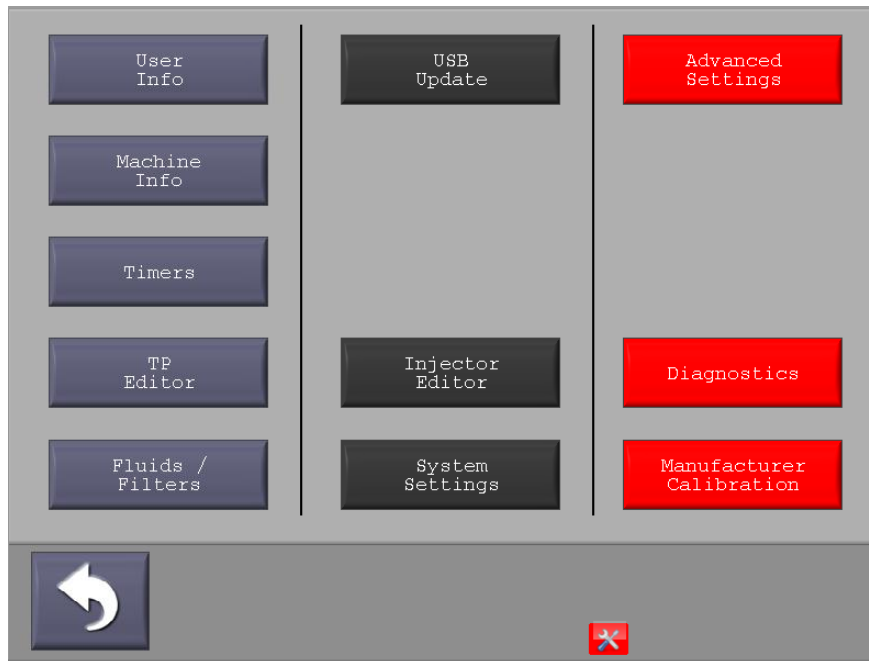 User
Info
USB
Update
Advanced
Settings
Machine
Info
Timers
TP
Editor
Injector
Editor
Diagnostics
Fluids /
Filters
System
Settings
Manufacturer
Calibration